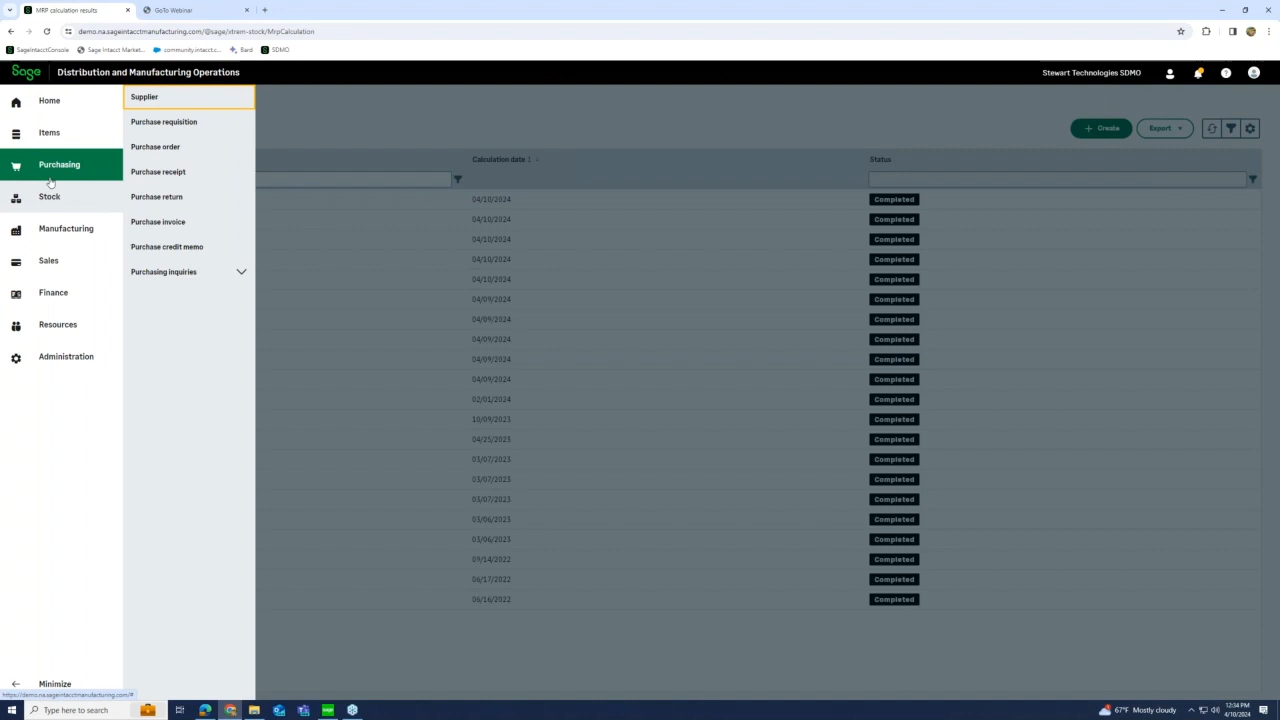 MRP calculation results
GoTo Webinar
demo.na.sageintacctmanufacturing.com/@sage/xtrem-stock/MrpCalculation
SageIntacctConsole
Sage Intacct Market...
community.intacct.c...
Bard
SDMO
Sage
Distribution and Manufacturing Operations
Stewart Technologies SDMO
Home
Items
Purchasing
Stock
Manufacturing
Sales
Finance
Resources
Administration
Minimize
Supplier
Purchase requisition
Purchase order
Purchase receipt
Purchase return
Purchase invoice
Purchase credit memo
Purchasing inquiries
Create
Export
Calculation date
Status
04/10/2024 Completed
04/10/2024 Completed
04/10/2024 Completed
04/10/2024 Completed
04/10/2024 Completed
04/09/2024 Completed
04/09/2024 Completed
04/09/2024 Completed
04/09/2024 Completed
04/09/2024 Completed
02/01/2024 Completed
10/09/2023 Completed
04/25/2023 Completed
03/07/2023 Completed
03/07/2023 Completed
03/07/2023 Completed
03/06/2023 Completed
03/06/2023 Completed
09/14/2022 Completed
06/17/2022 Completed
06/16/2022 Completed
https://demo.na.sageintacctmanufacturing.com/#
Type here to search
67°F Mostly cloudy
12:34 PM
4/10/2024